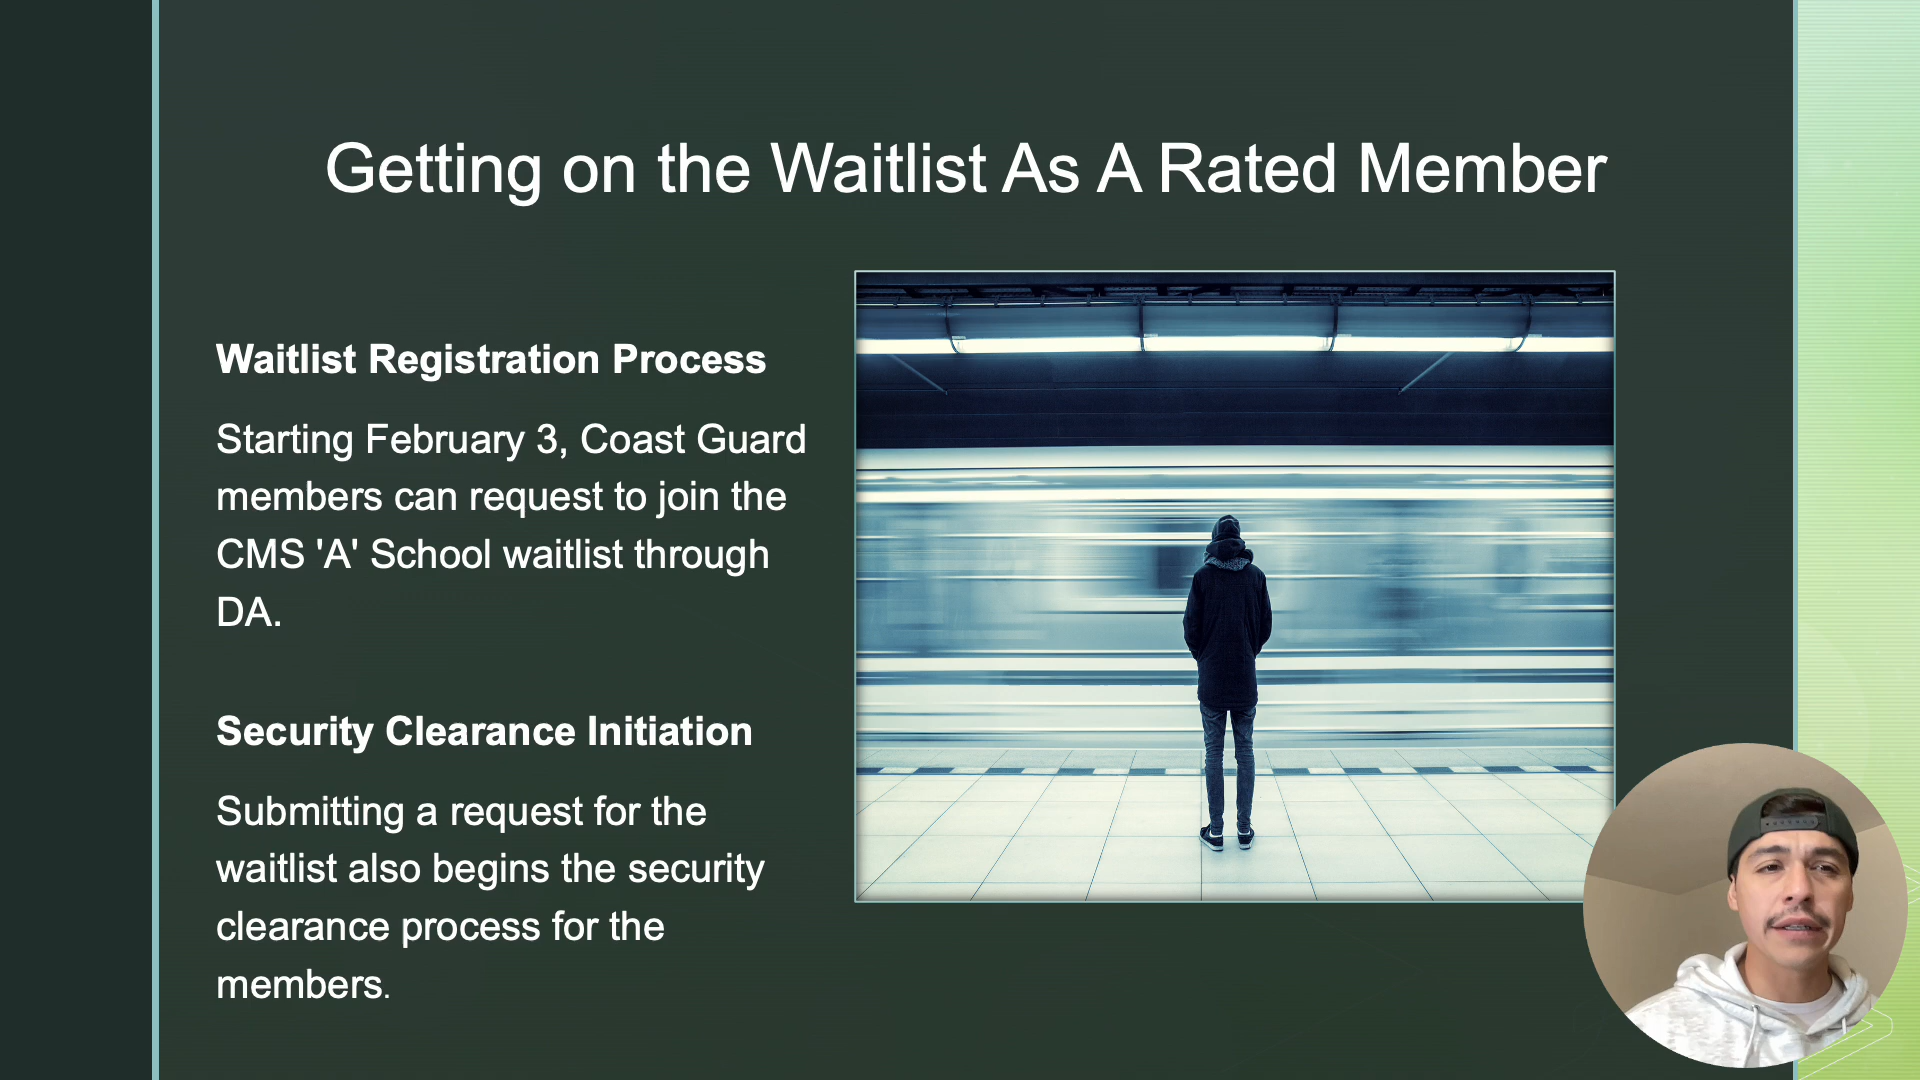 Getting on the Waitlist As A Rated Member
Waitlist Registration Process
Starting February 3, Coast Guard
members can request to join the
CMS 'A' School waitlist through
DA.
Security Clearance Initiation
Submitting a request for the
waitlist also begins the security
clearance process for the
members.